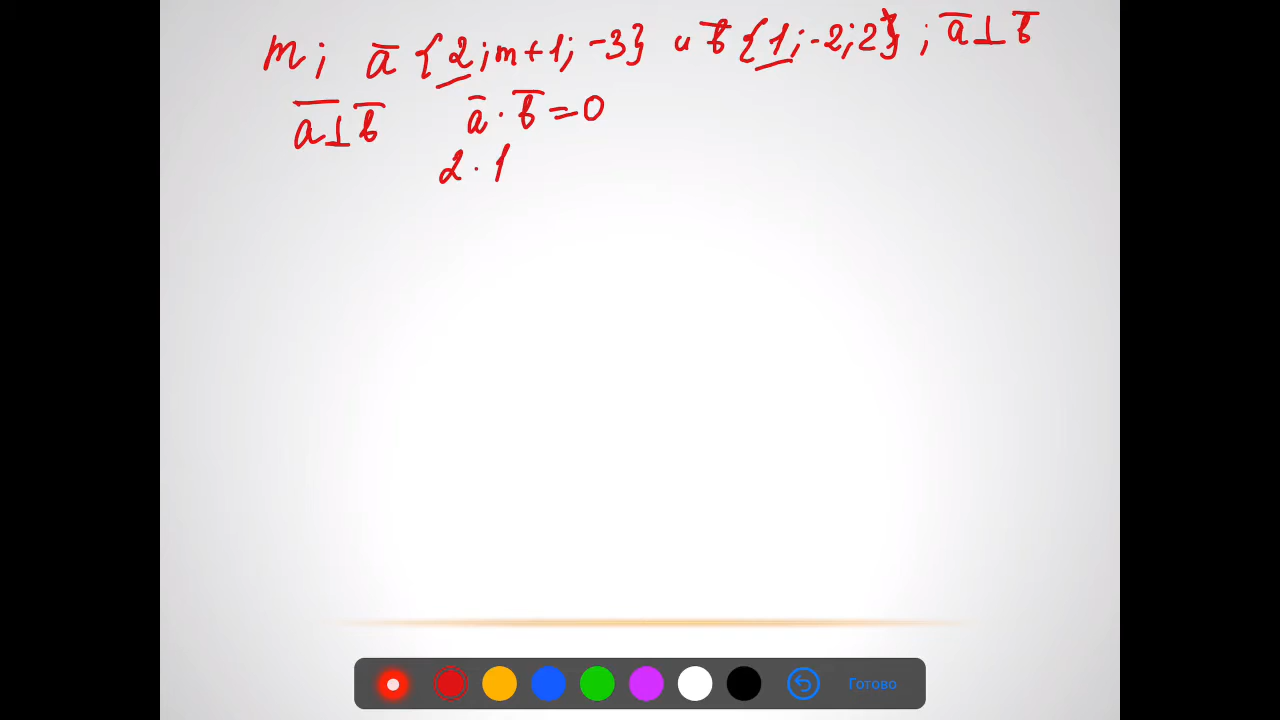 m; a̅ {2; m+1; -3} и в̅ {1; -2; 2}; a̅ ⊥ в̅
a̅ ⊥ в̅ a̅ · в̅ = 0
2 · 1
Готово